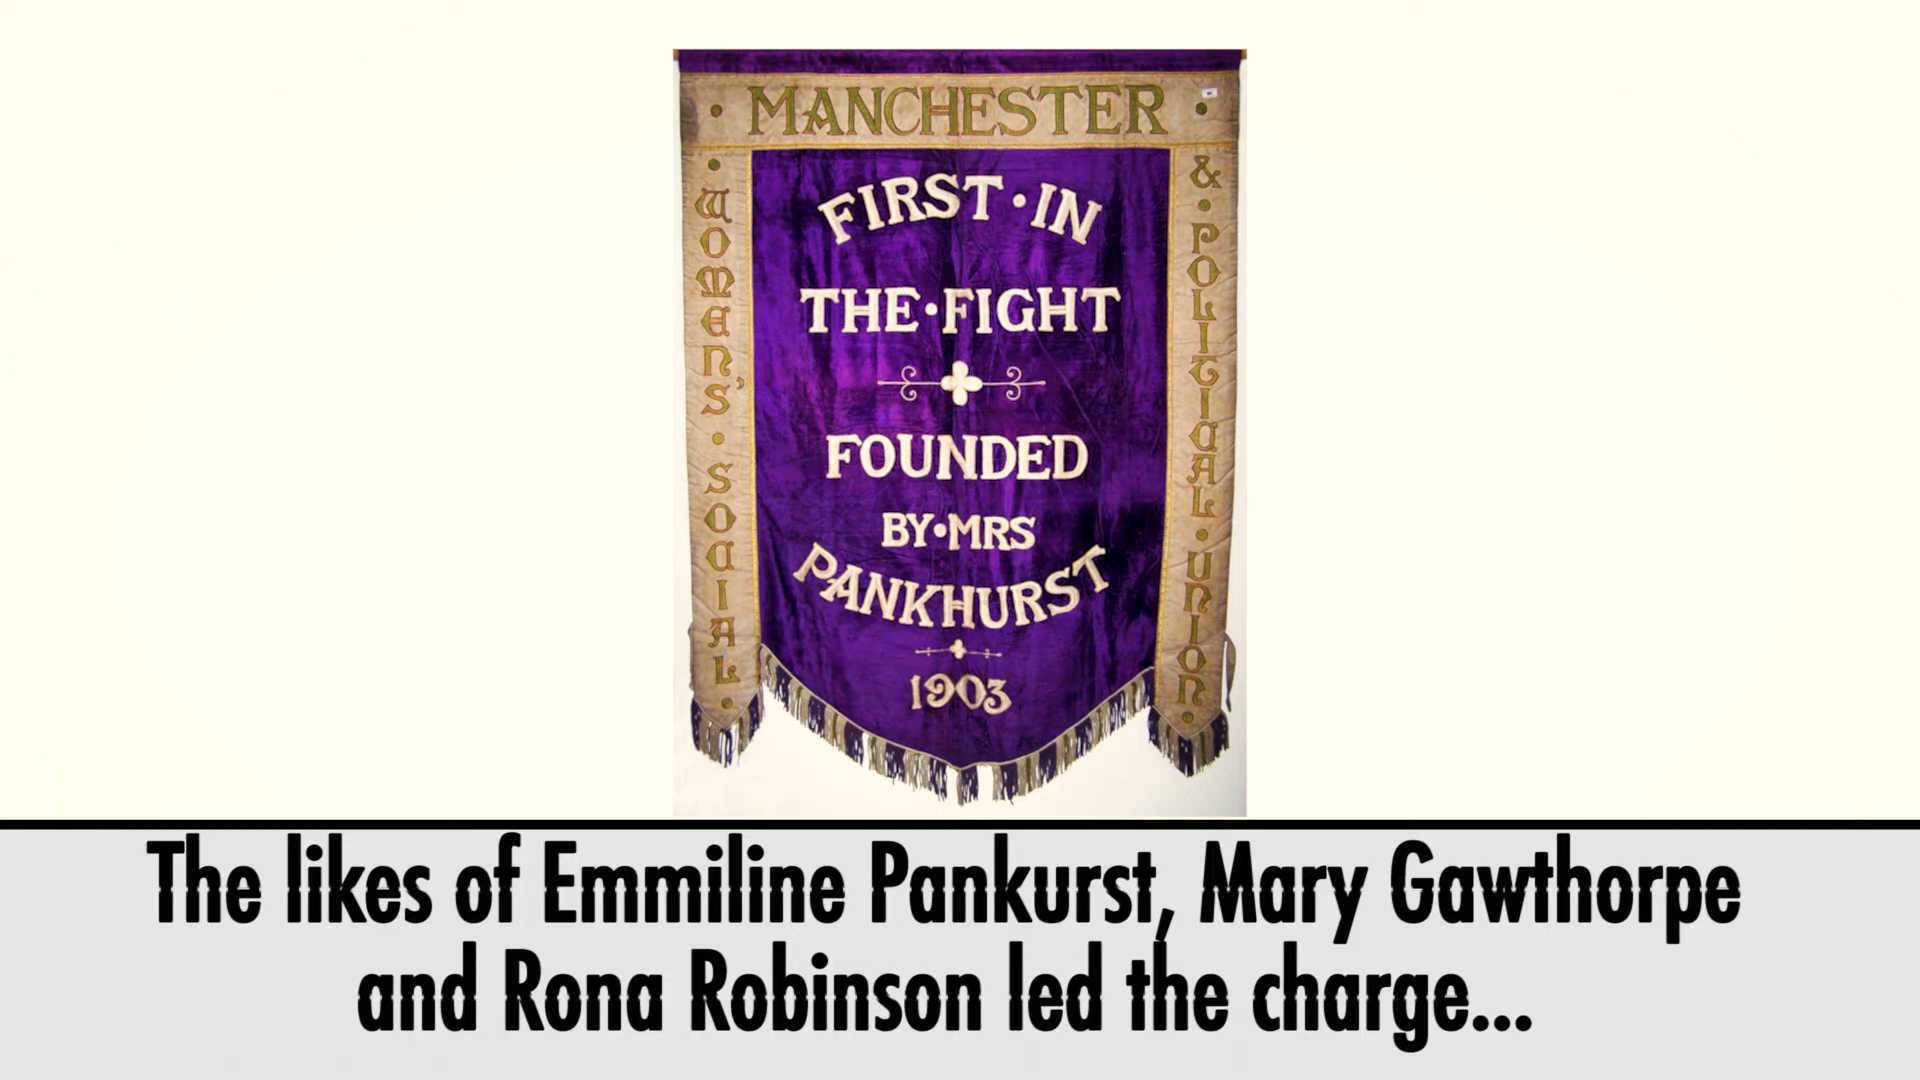 MANCHESTER
WOMEN'S · SOCIAL
& · POLITICAL · UNION
FIRST · IN
THE · FIGHT
FOUNDED
BY · MRS
PANKHURST
1903
The likes of Emmiline Pankurst, Mary Gawthorpe
and Rona Robinson led the charge...